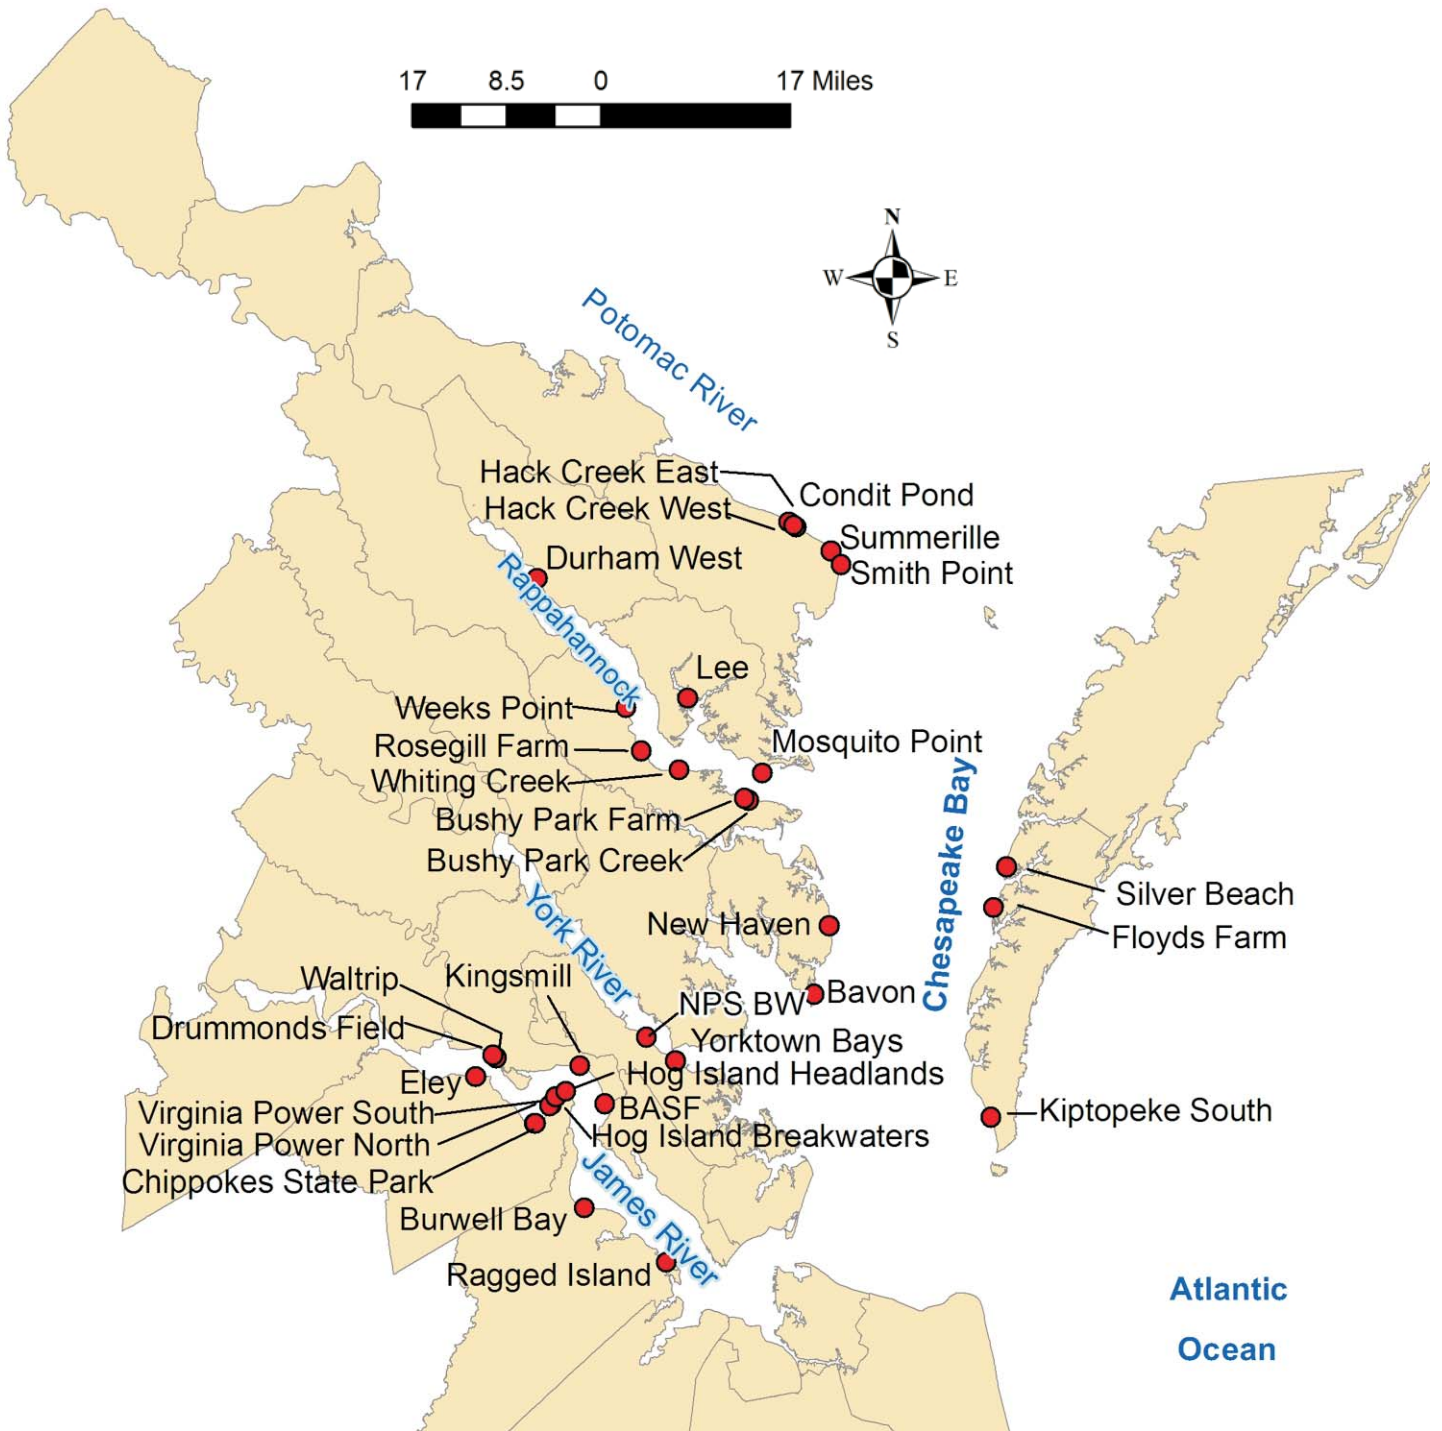 17 8.5 0 17 Miles
N
W E
S
Potomac River
Hack Creek East
Condit Pond
Hack Creek West
Summerille
Durham West
Smith Point
Rappahannock
Lee
Weeks Point
Rosegill Farm
Mosquito Point
Whiting Creek
Bushy Park Farm
Bushy Park Creek
Chesapeake Bay
Silver Beach
York River
New Haven
Floyds Farm
Waltrip
Kingsmill
NPS BW
Bavon
Drummonds Field
Yorktown Bays
Eley
Hog Island Headlands
Virginia Power South
BASF
Kiptopeke South
Virginia Power North
Hog Island Breakwaters
Chippokes State Park
James River
Burwell Bay
Ragged Island
Atlantic
Ocean